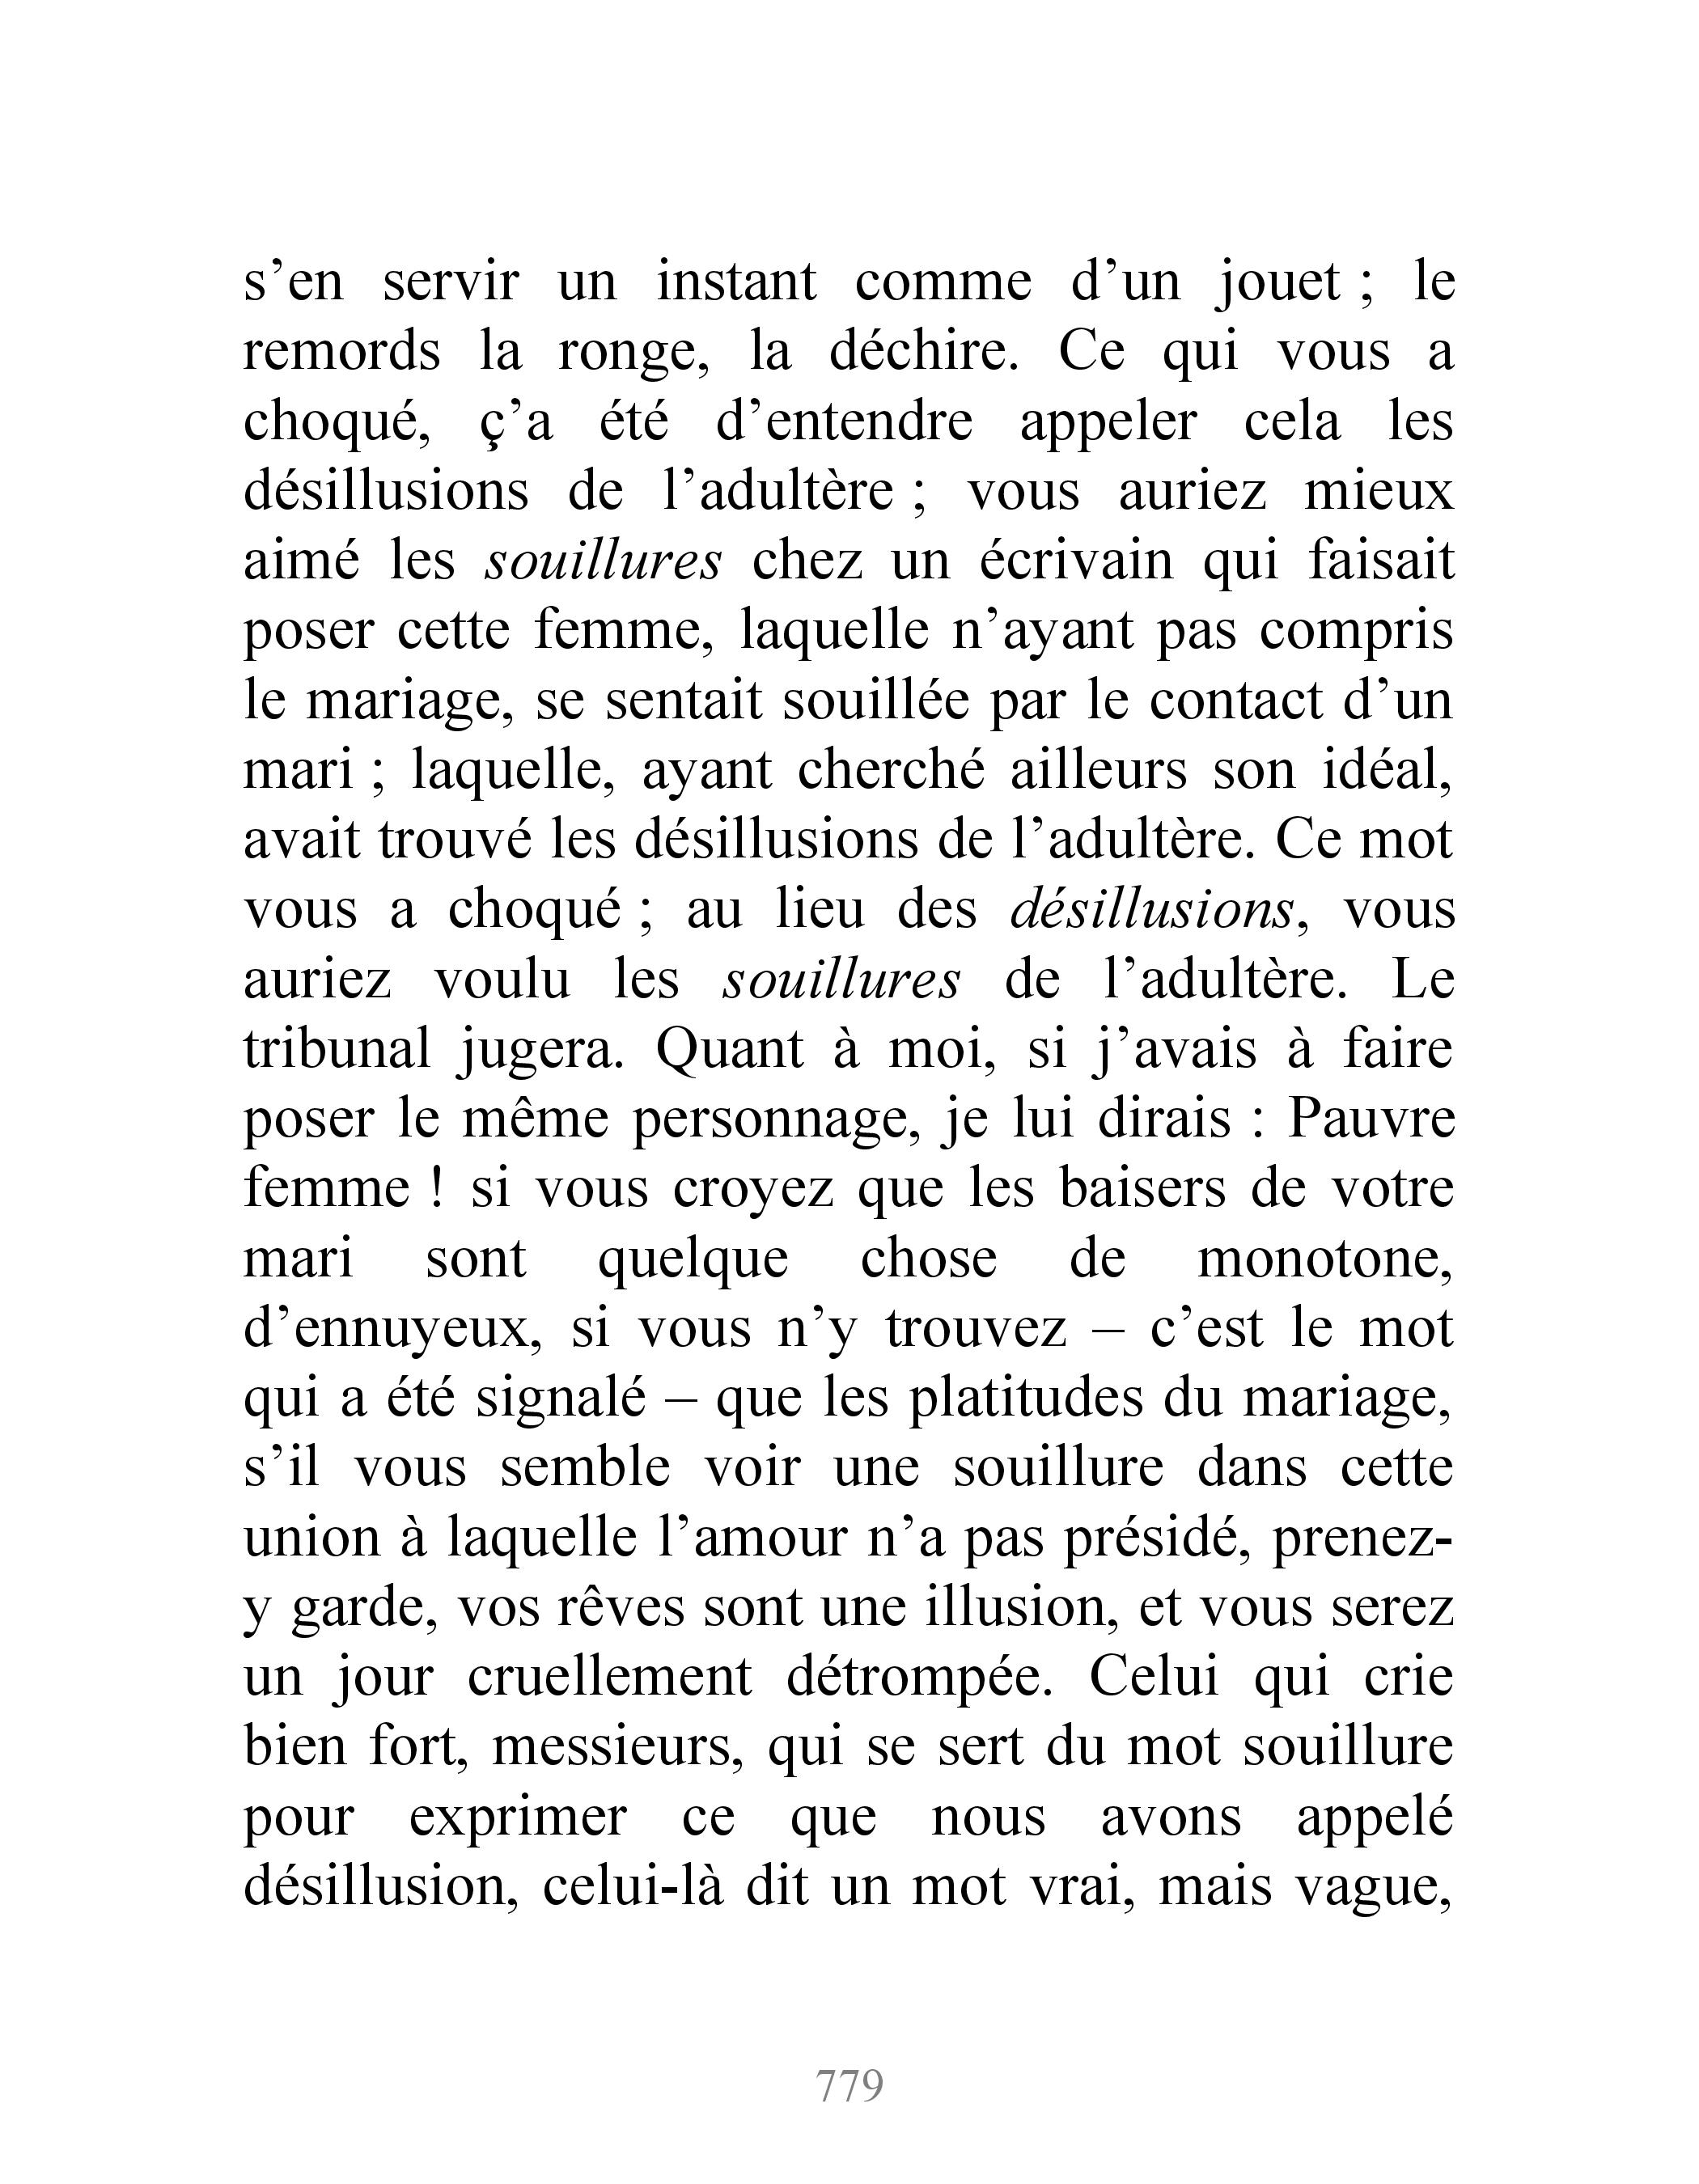 s’en servir un instant comme d’un jouet ; le
remords la ronge, la déchire. Ce qui vous a
choqué, ç’a été d’entendre appeler cela les
désillusions de l’adultère ; vous auriez mieux
aimé les souillures chez un écrivain qui faisait
poser cette femme, laquelle n’ayant pas compris
le mariage, se sentait souillée par le contact d’un
mari ; laquelle, ayant cherché ailleurs son idéal,
avait trouvé les désillusions de l’adultère. Ce mot
vous a choqué ; au lieu des désillusions, vous
auriez voulu les souillures de l’adultère. Le
tribunal jugera. Quant à moi, si j’avais à faire
poser le même personnage, je lui dirais : Pauvre
femme ! si vous croyez que les baisers de votre
mari sont quelque chose de monotone,
d’ennuyeux, si vous n’y trouvez – c’est le mot
qui a été signalé – que les platitudes du mariage,
s’il vous semble voir une souillure dans cette
union à laquelle l’amour n’a pas présidé, prenez-
y garde, vos rêves sont une illusion, et vous serez
un jour cruellement détrompée. Celui qui crie
bien fort, messieurs, qui se sert du mot souillure
pour exprimer ce que nous avons appelé
désillusion, celui-là dit un mot vrai, mais vague,
779